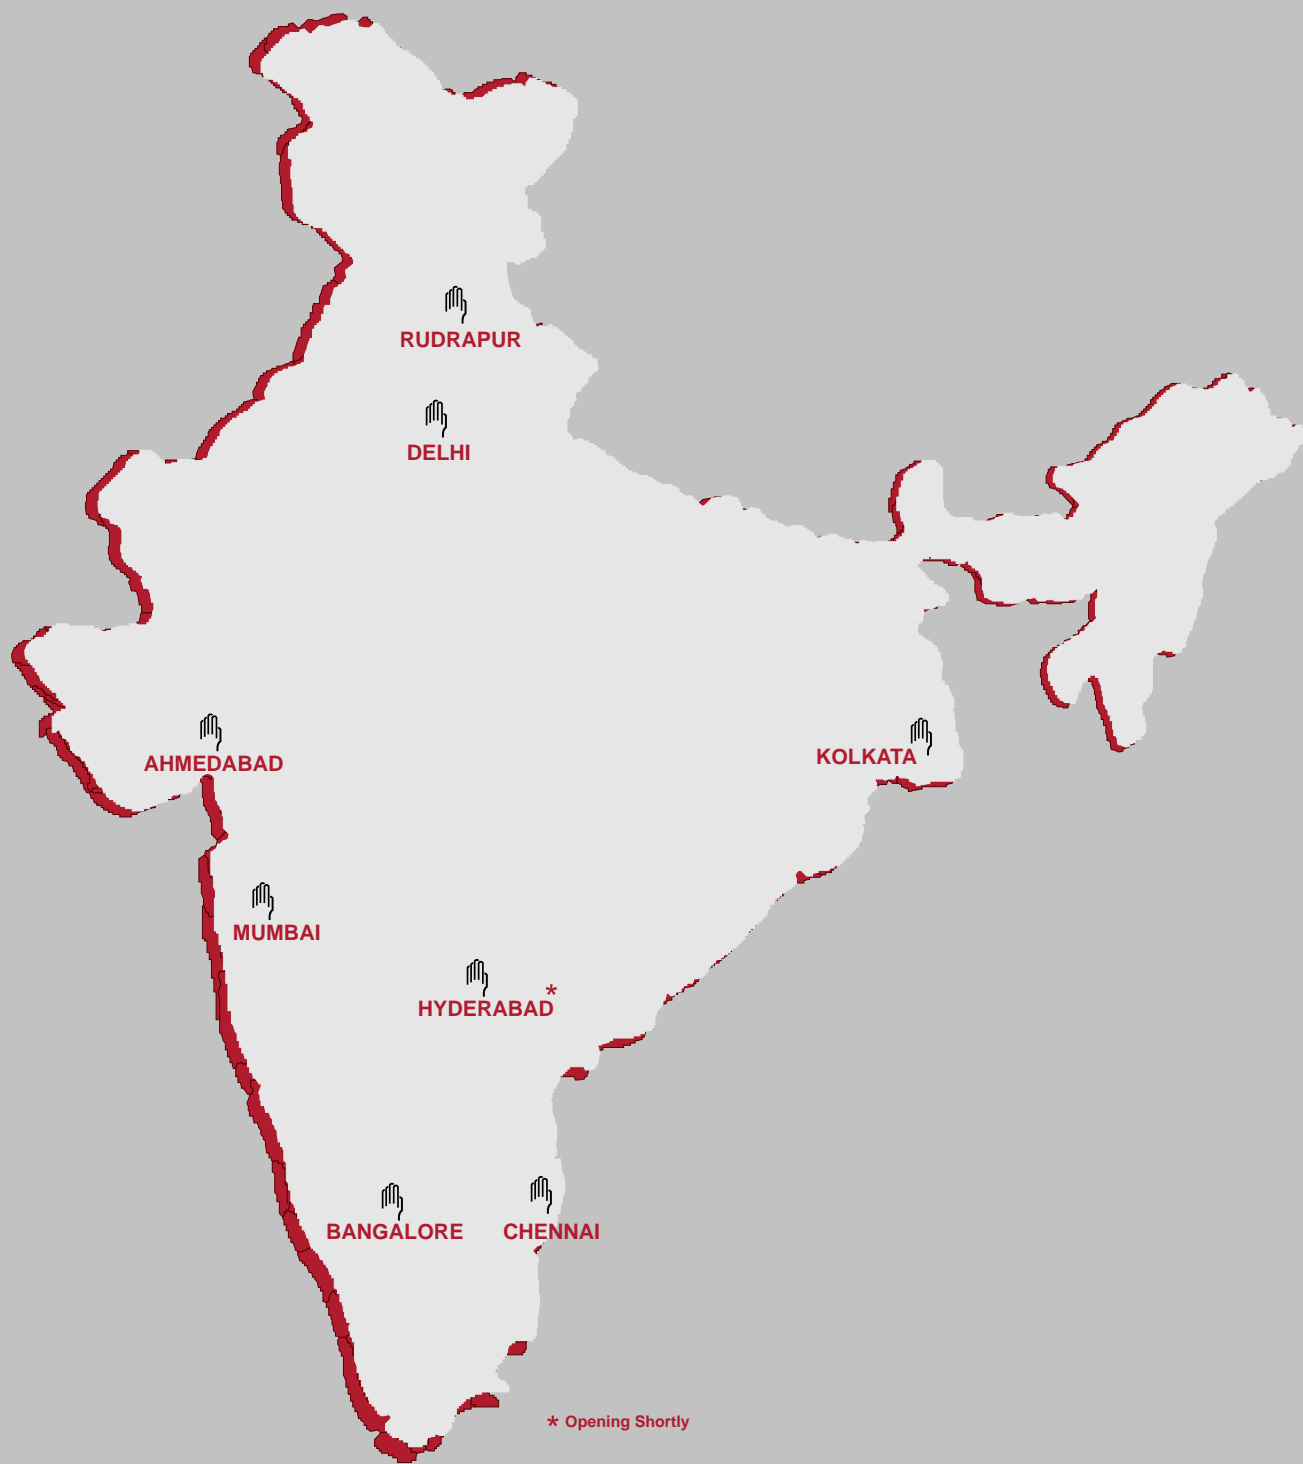 RUDRAPUR
DELHI
AHMEDABAD
KOLKATA
MUMBAI
HYDERABAD*
BANGALORE
CHENNAI
* Opening Shortly